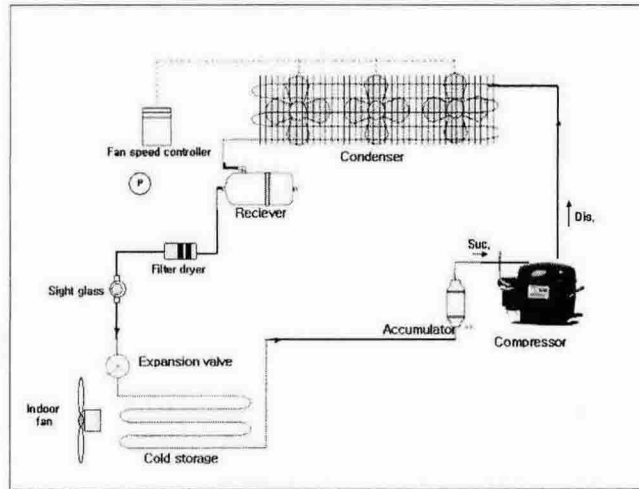 Fan speed controller
Condenser
P
Reciever
Dis,
Filter dryer
Suc,
Sight glass
Accumulator
Compressor
Expansion valve
Indoor
fan
Cold storage